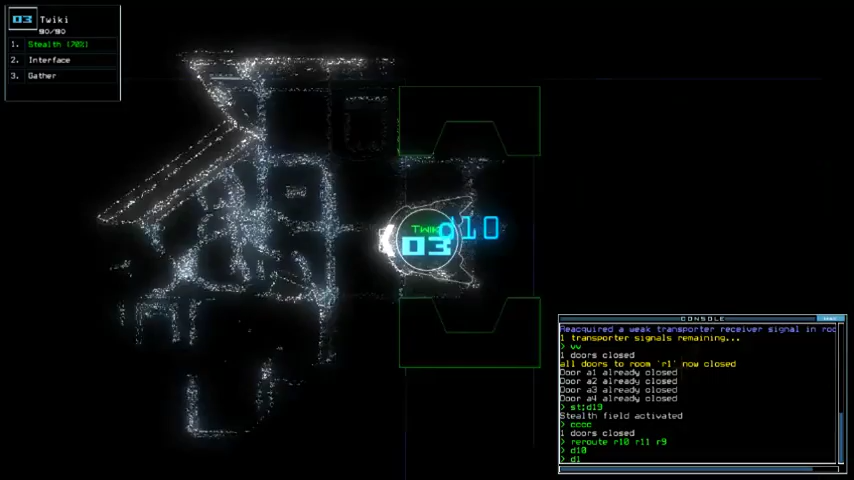 03 Twiki
90/90
1. Stealth (70%)
2. Interface
3. Gather
TWIKI
03
d10
CONSOLE
Reacquired a weak transporter receiver signal in roo
1 transporter signals remaining...
> vv
1 doors closed
all doors to room 'r1' now closed
Door a1 already closed
Door a2 already closed
Door a3 already closed
Door a4 already closed
> st;d19
Stealth field activated
> cccc
1 doors closed
> reroute r10 r11 r9
> d10
> d1